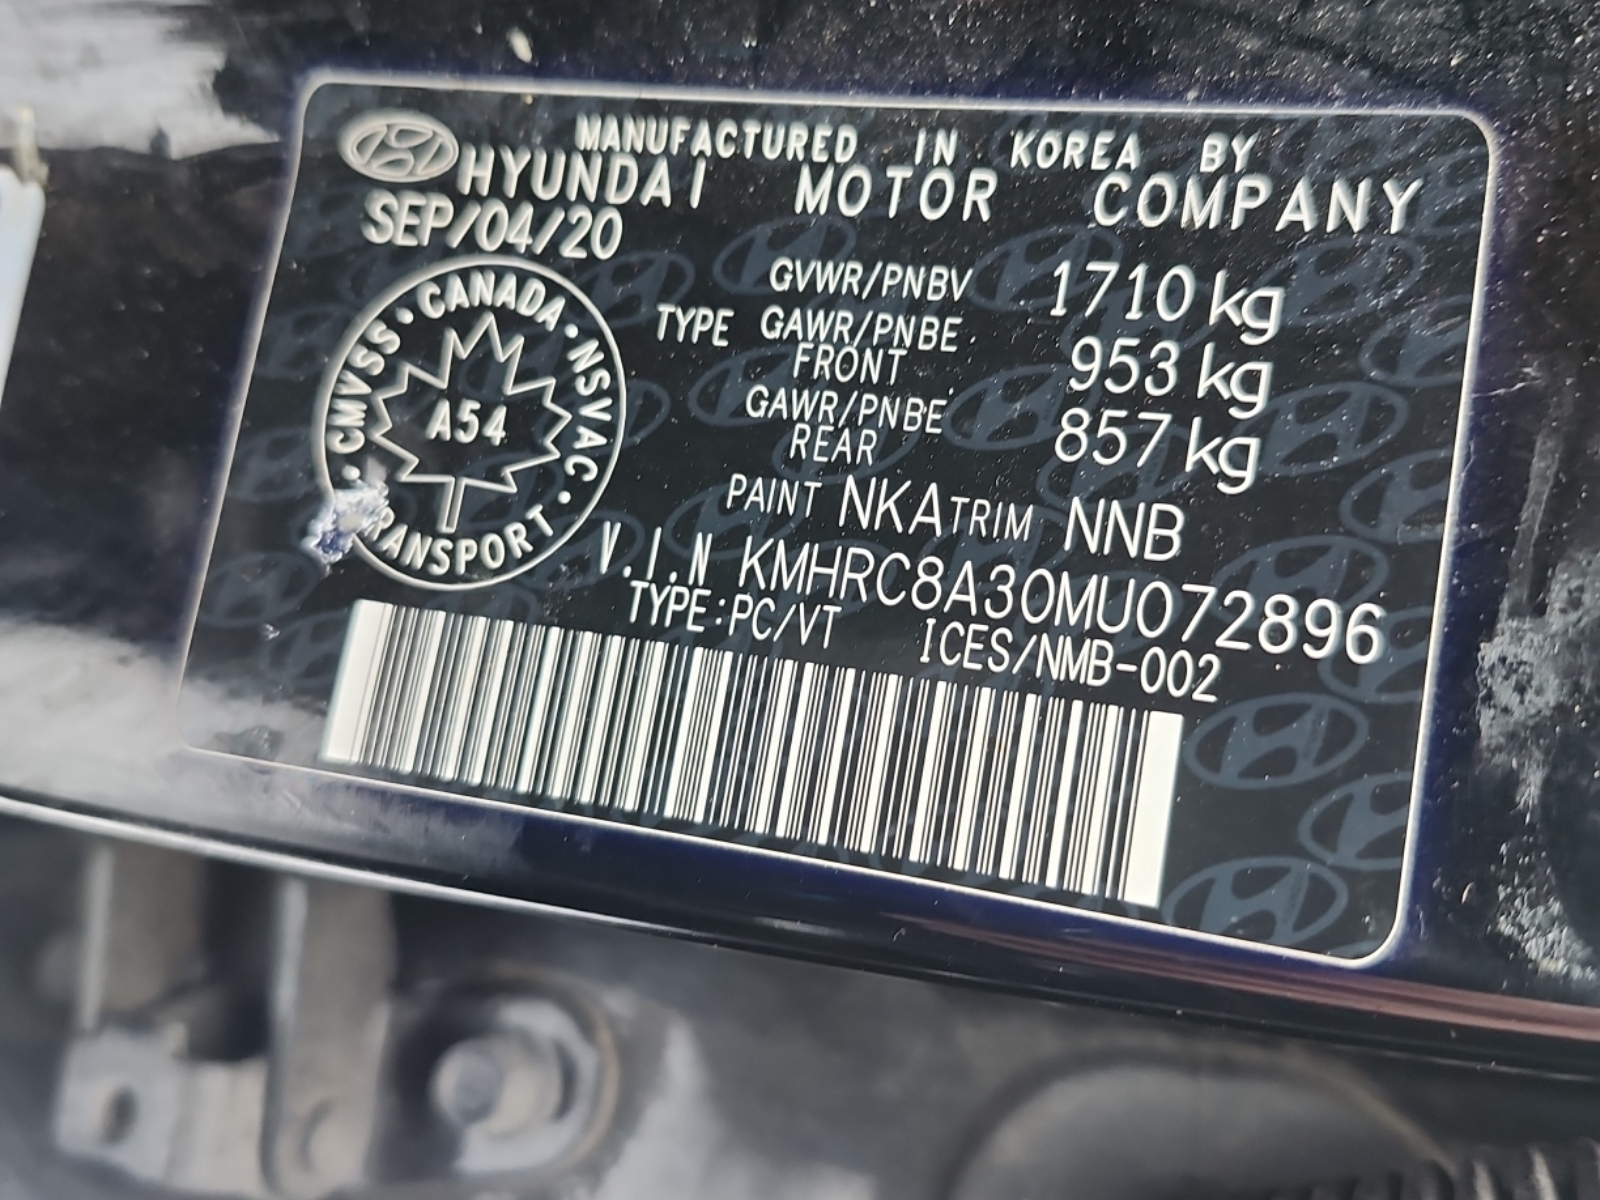 MANUFACTURED IN KOREA BY
HYUNDAI MOTOR COMPANY
SEP/04/20
CMVSS • CANADA • NSVAC •
A54
RANSPORT
GVWR/PNBV 1710 kg
TYPE GAWR/PNBE FRONT 953 kg
GAWR/PNBE REAR 857 kg
PAINT NKA TRIM NNB
V.I.N KMHRC8A30MU072896
TYPE:PC/VT ICES/NMB-002